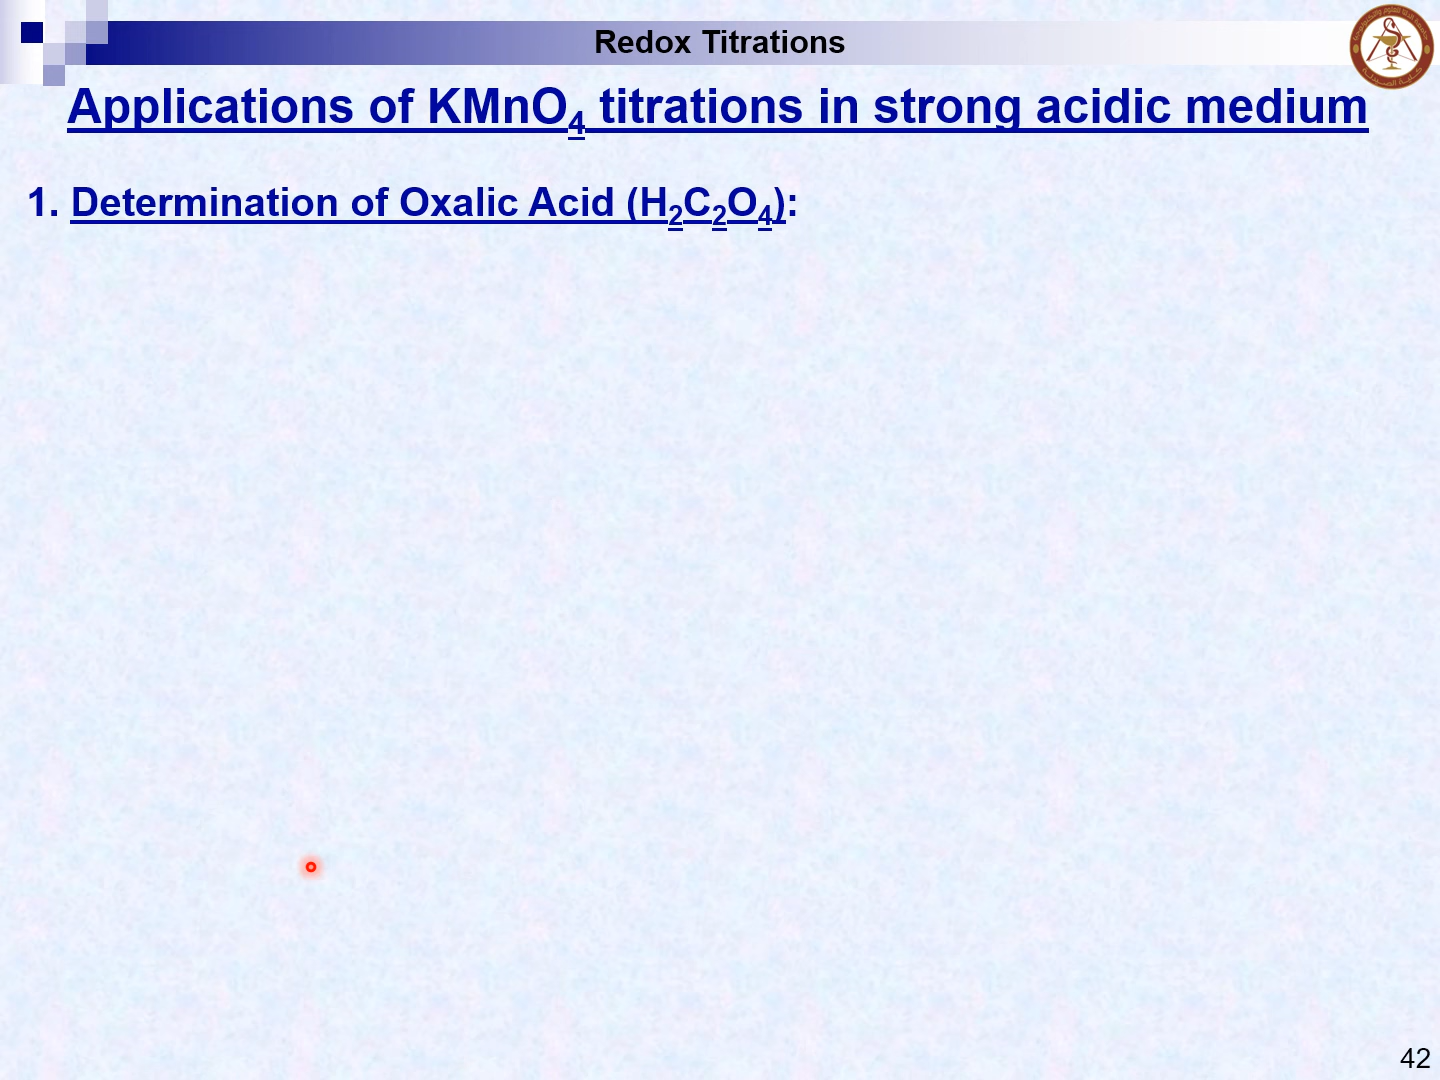 Redox Titrations
Applications of KMnO₄ titrations in strong acidic medium
1. Determination of Oxalic Acid (H₂C₂O₄):
42